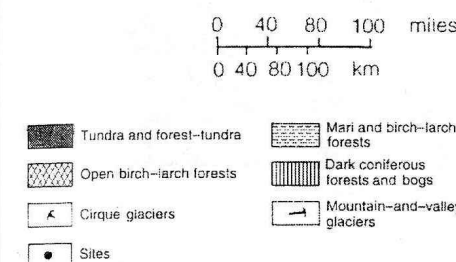 0 40 80 100 miles
0 40 80 100 km
Tundra and forest-tundra
Open birch-larch forests
Cirque glaciers
Sites
Mari and birch-larch
forests
Dark coniferous
forests and bogs
Mountain-and-valley
glaciers